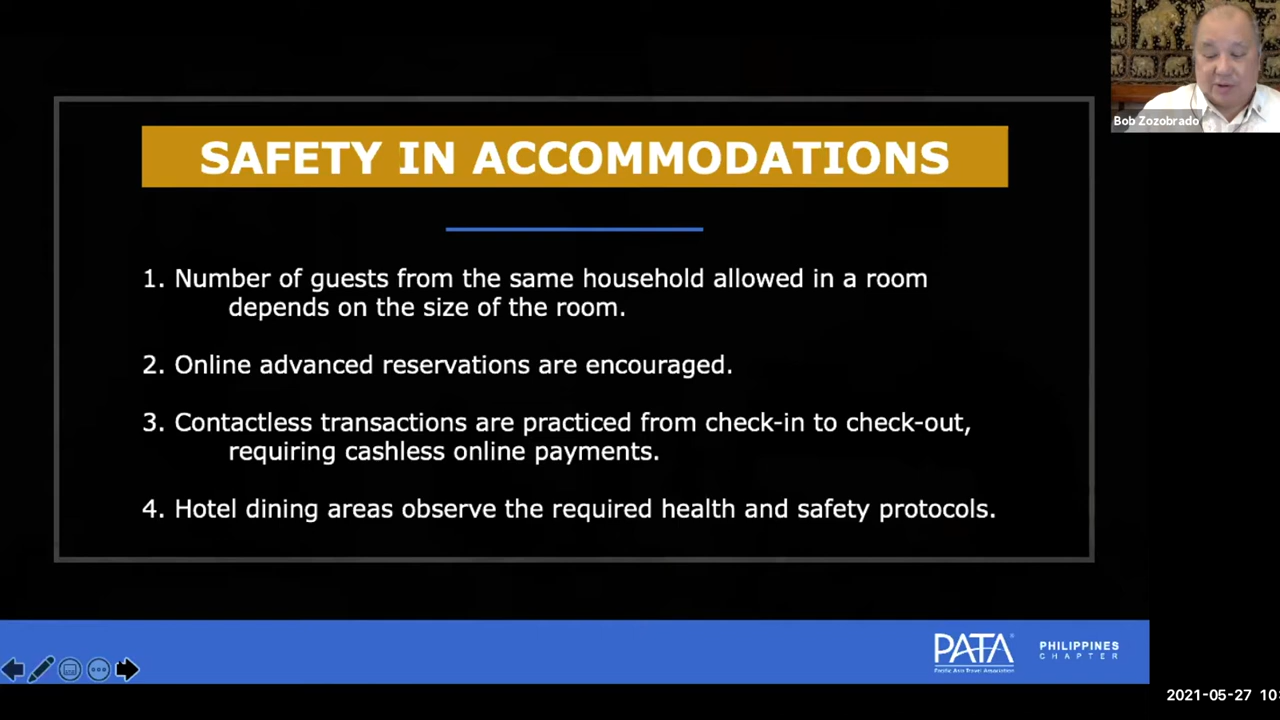 SAFETY IN ACCOMMODATIONS
1. Number of guests from the same household allowed in a room
depends on the size of the room.
2. Online advanced reservations are encouraged.
3. Contactless transactions are practiced from check-in to check-out,
requiring cashless online payments.
4. Hotel dining areas observe the required health and safety protocols.
Bob Zozobrado
PATA
Pacific Asia Travel Association
PHILIPPINES
CHAPTER
2021-05-27 10: